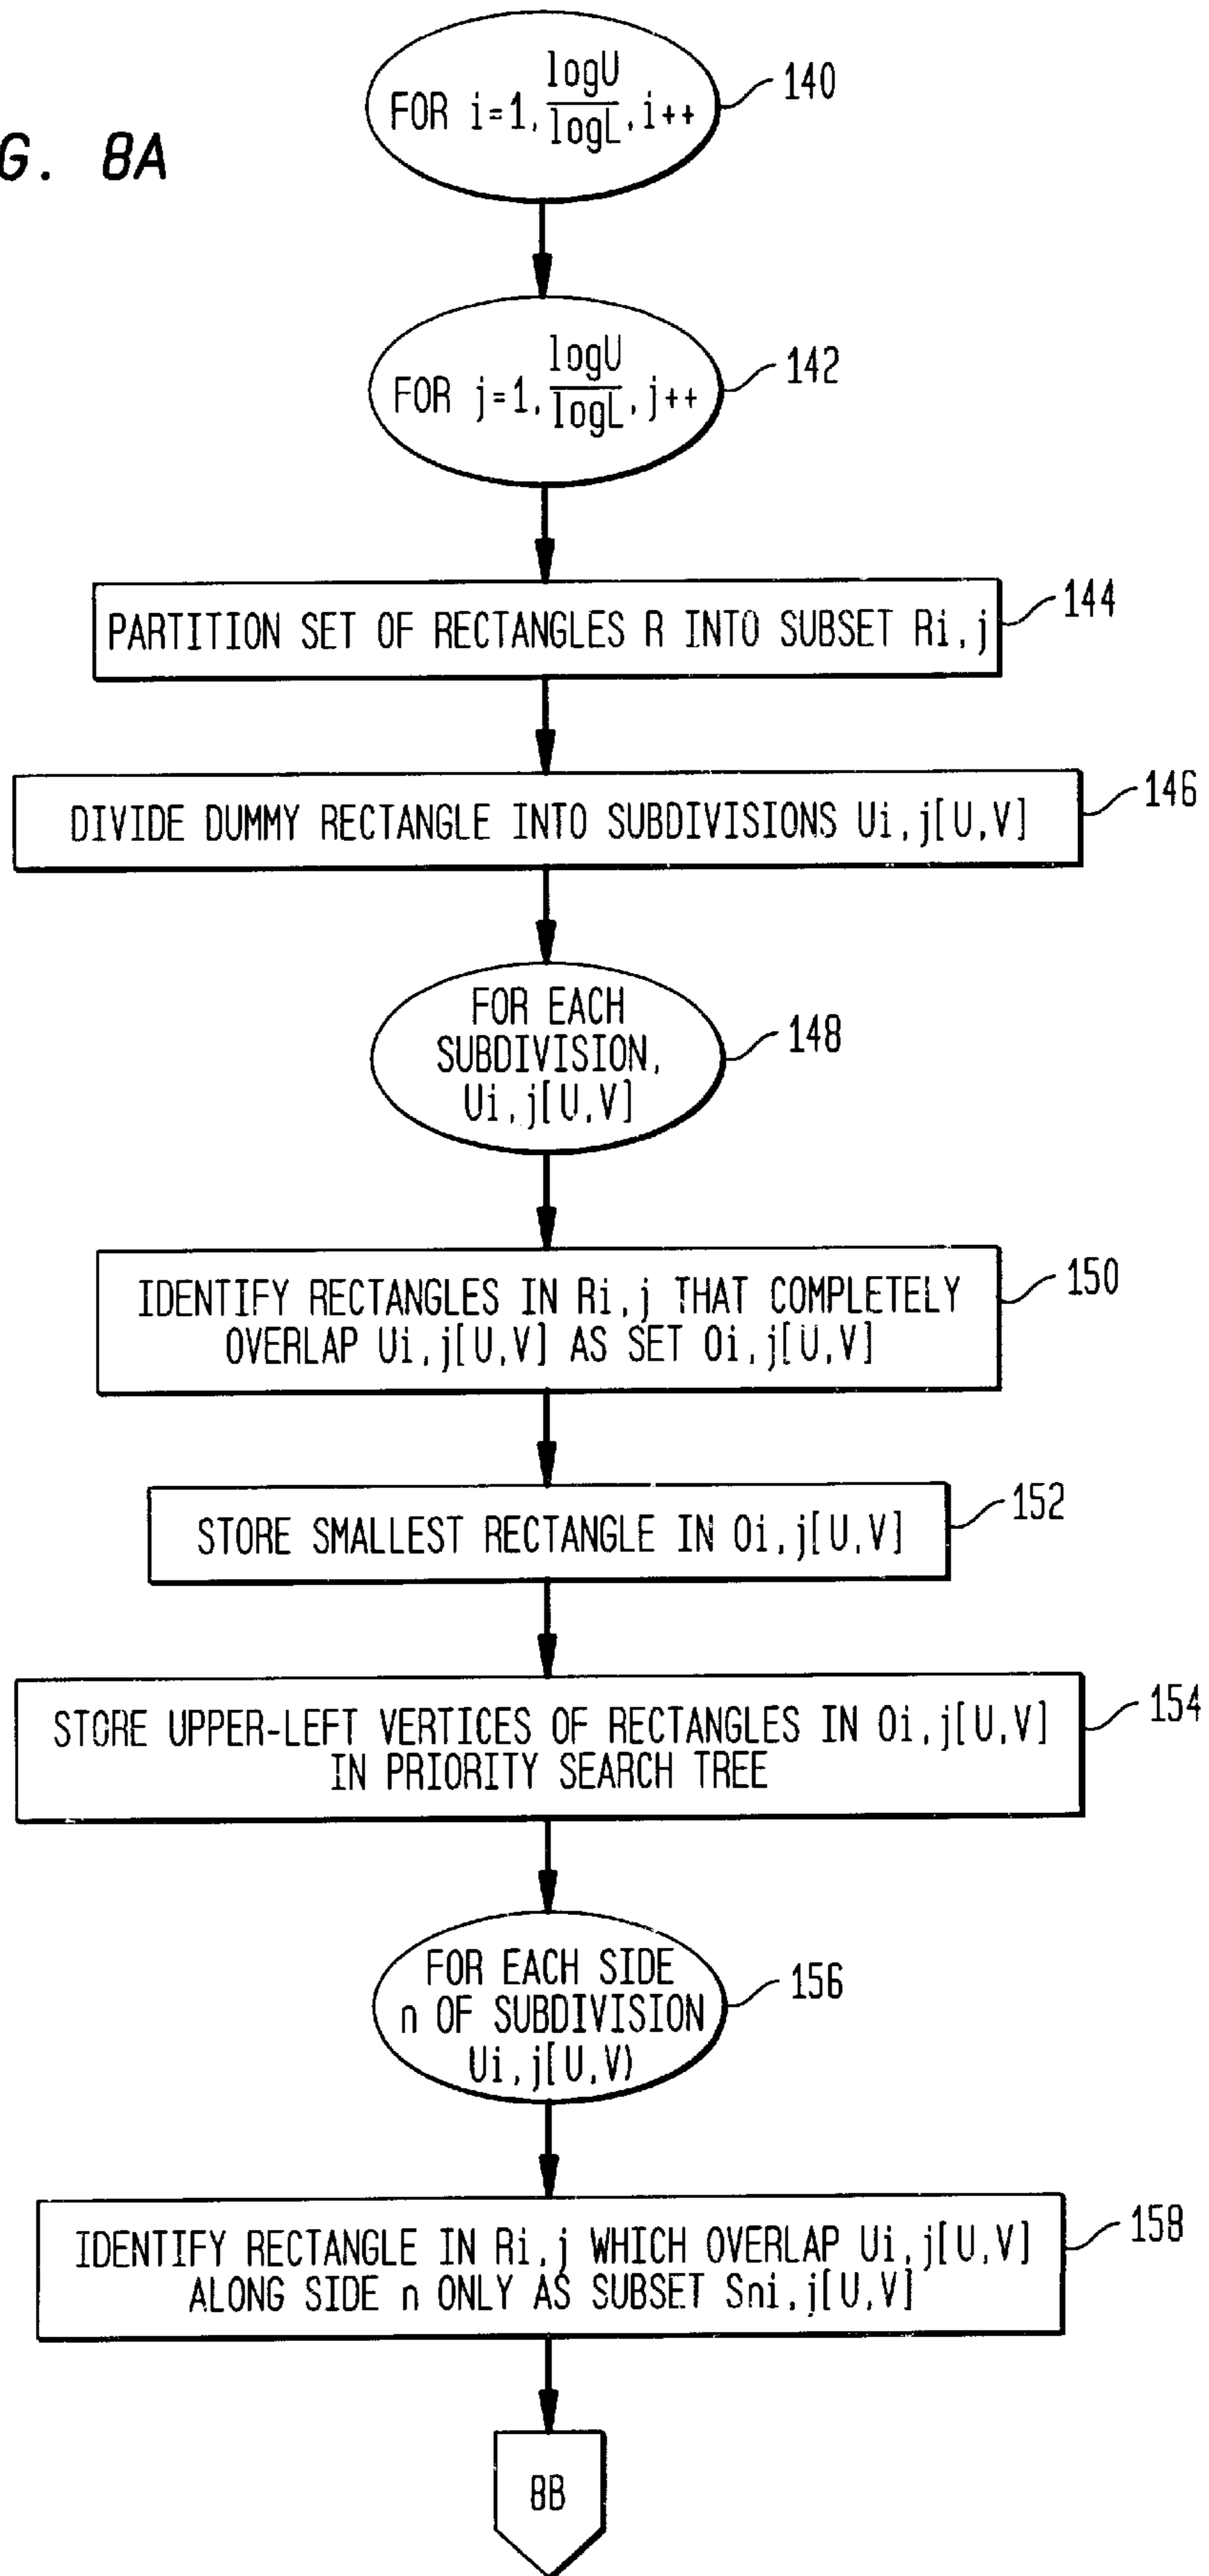 G. 8A
FOR i=1, logU/logL, i++
140
FOR j=1, logU/logL, j++
142
PARTITION SET OF RECTANGLES R INTO SUBSET Ri,j
144
DIVIDE DUMMY RECTANGLE INTO SUBDIVISIONS Ui,j[U,V]
146
FOR EACH
SUBDIVISION,
Ui,j[U,V]
148
IDENTIFY RECTANGLES IN Ri,j THAT COMPLETELY
OVERLAP Ui,j[U,V] AS SET Oi,j[U,V]
150
STORE SMALLEST RECTANGLE IN Oi,j[U,V]
152
STORE UPPER-LEFT VERTICES OF RECTANGLES IN Oi,j[U,V]
IN PRIORITY SEARCH TREE
154
FOR EACH SIDE
n OF SUBDIVISION
Ui,j[U,V)
156
IDENTIFY RECTANGLE IN Ri,j WHICH OVERLAP Ui,j[U,V]
ALONG SIDE n ONLY AS SUBSET Sni,j[U,V]
158
8B